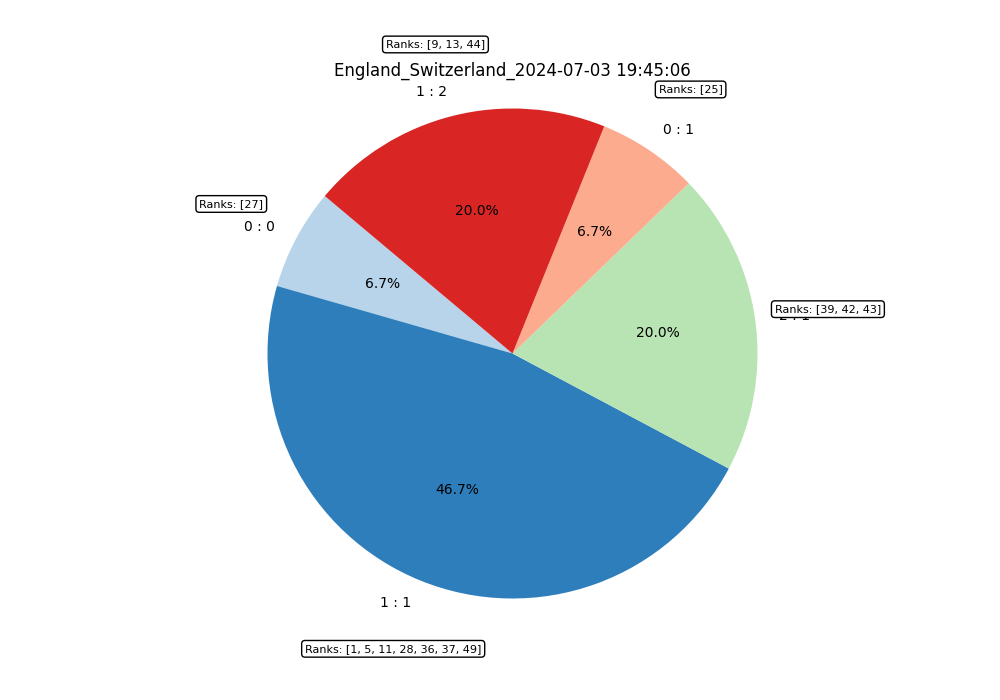 Ranks: [9, 13, 44]
England_Switzerland_2024-07-03 19:45:06
1 : 2
Ranks: [25]
0 : 1
Ranks: [27]
0 : 0
20.0%
6.7%
6.7%
Ranks: [39, 42, 43]
20.0%
46.7%
1 : 1
Ranks: [1, 5, 11, 28, 36, 37, 49]